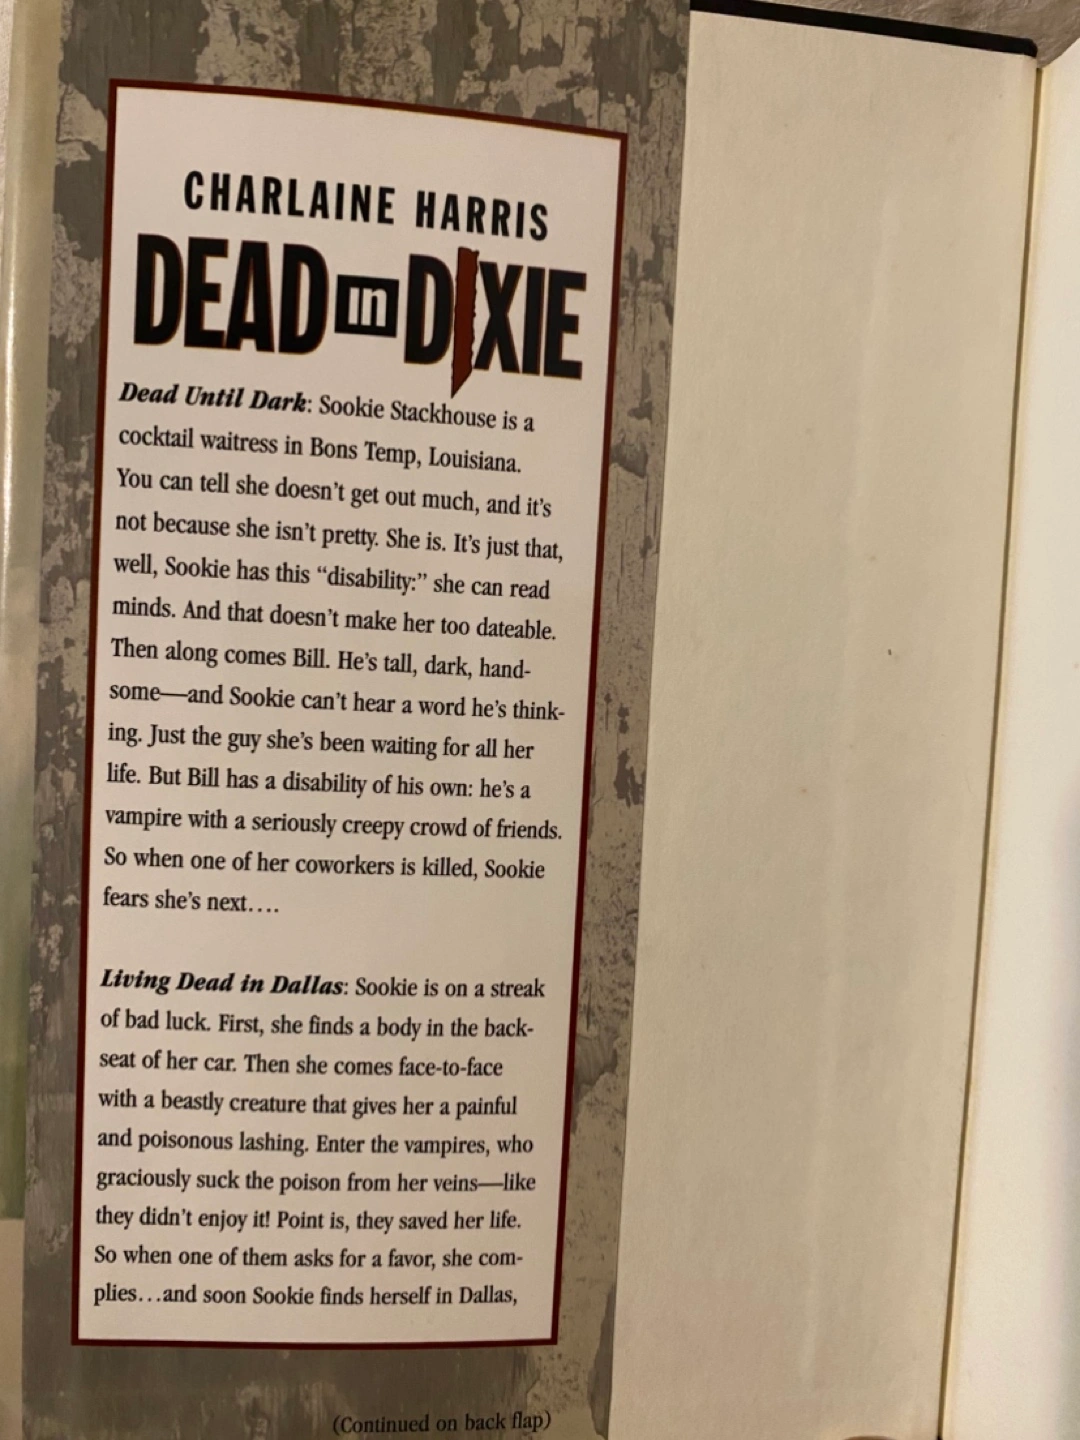 CHARLAINE HARRIS
DEAD in DIXIE
Dead Until Dark: Sookie Stackhouse is a
cocktail waitress in Bons Temp, Louisiana.
You can tell she doesn't get out much, and it's
not because she isn't pretty. She is. It's just that,
well, Sookie has this “disability:” she can read
minds. And that doesn't make her too dateable.
Then along comes Bill. He's tall, dark, hand-
some—and Sookie can't hear a word he's think-
ing. Just the guy she's been waiting for all her
life. But Bill has a disability of his own: he's a
vampire with a seriously creepy crowd of friends.
So when one of her coworkers is killed, Sookie
fears she's next....
Living Dead in Dallas: Sookie is on a streak
of bad luck. First, she finds a body in the back-
seat of her car. Then she comes face-to-face
with a beastly creature that gives her a painful
and poisonous lashing. Enter the vampires, who
graciously suck the poison from her veins—like
they didn't enjoy it! Point is, they saved her life.
So when one of them asks for a favor, she com-
plies...and soon Sookie finds herself in Dallas,
(Continued on back flap)